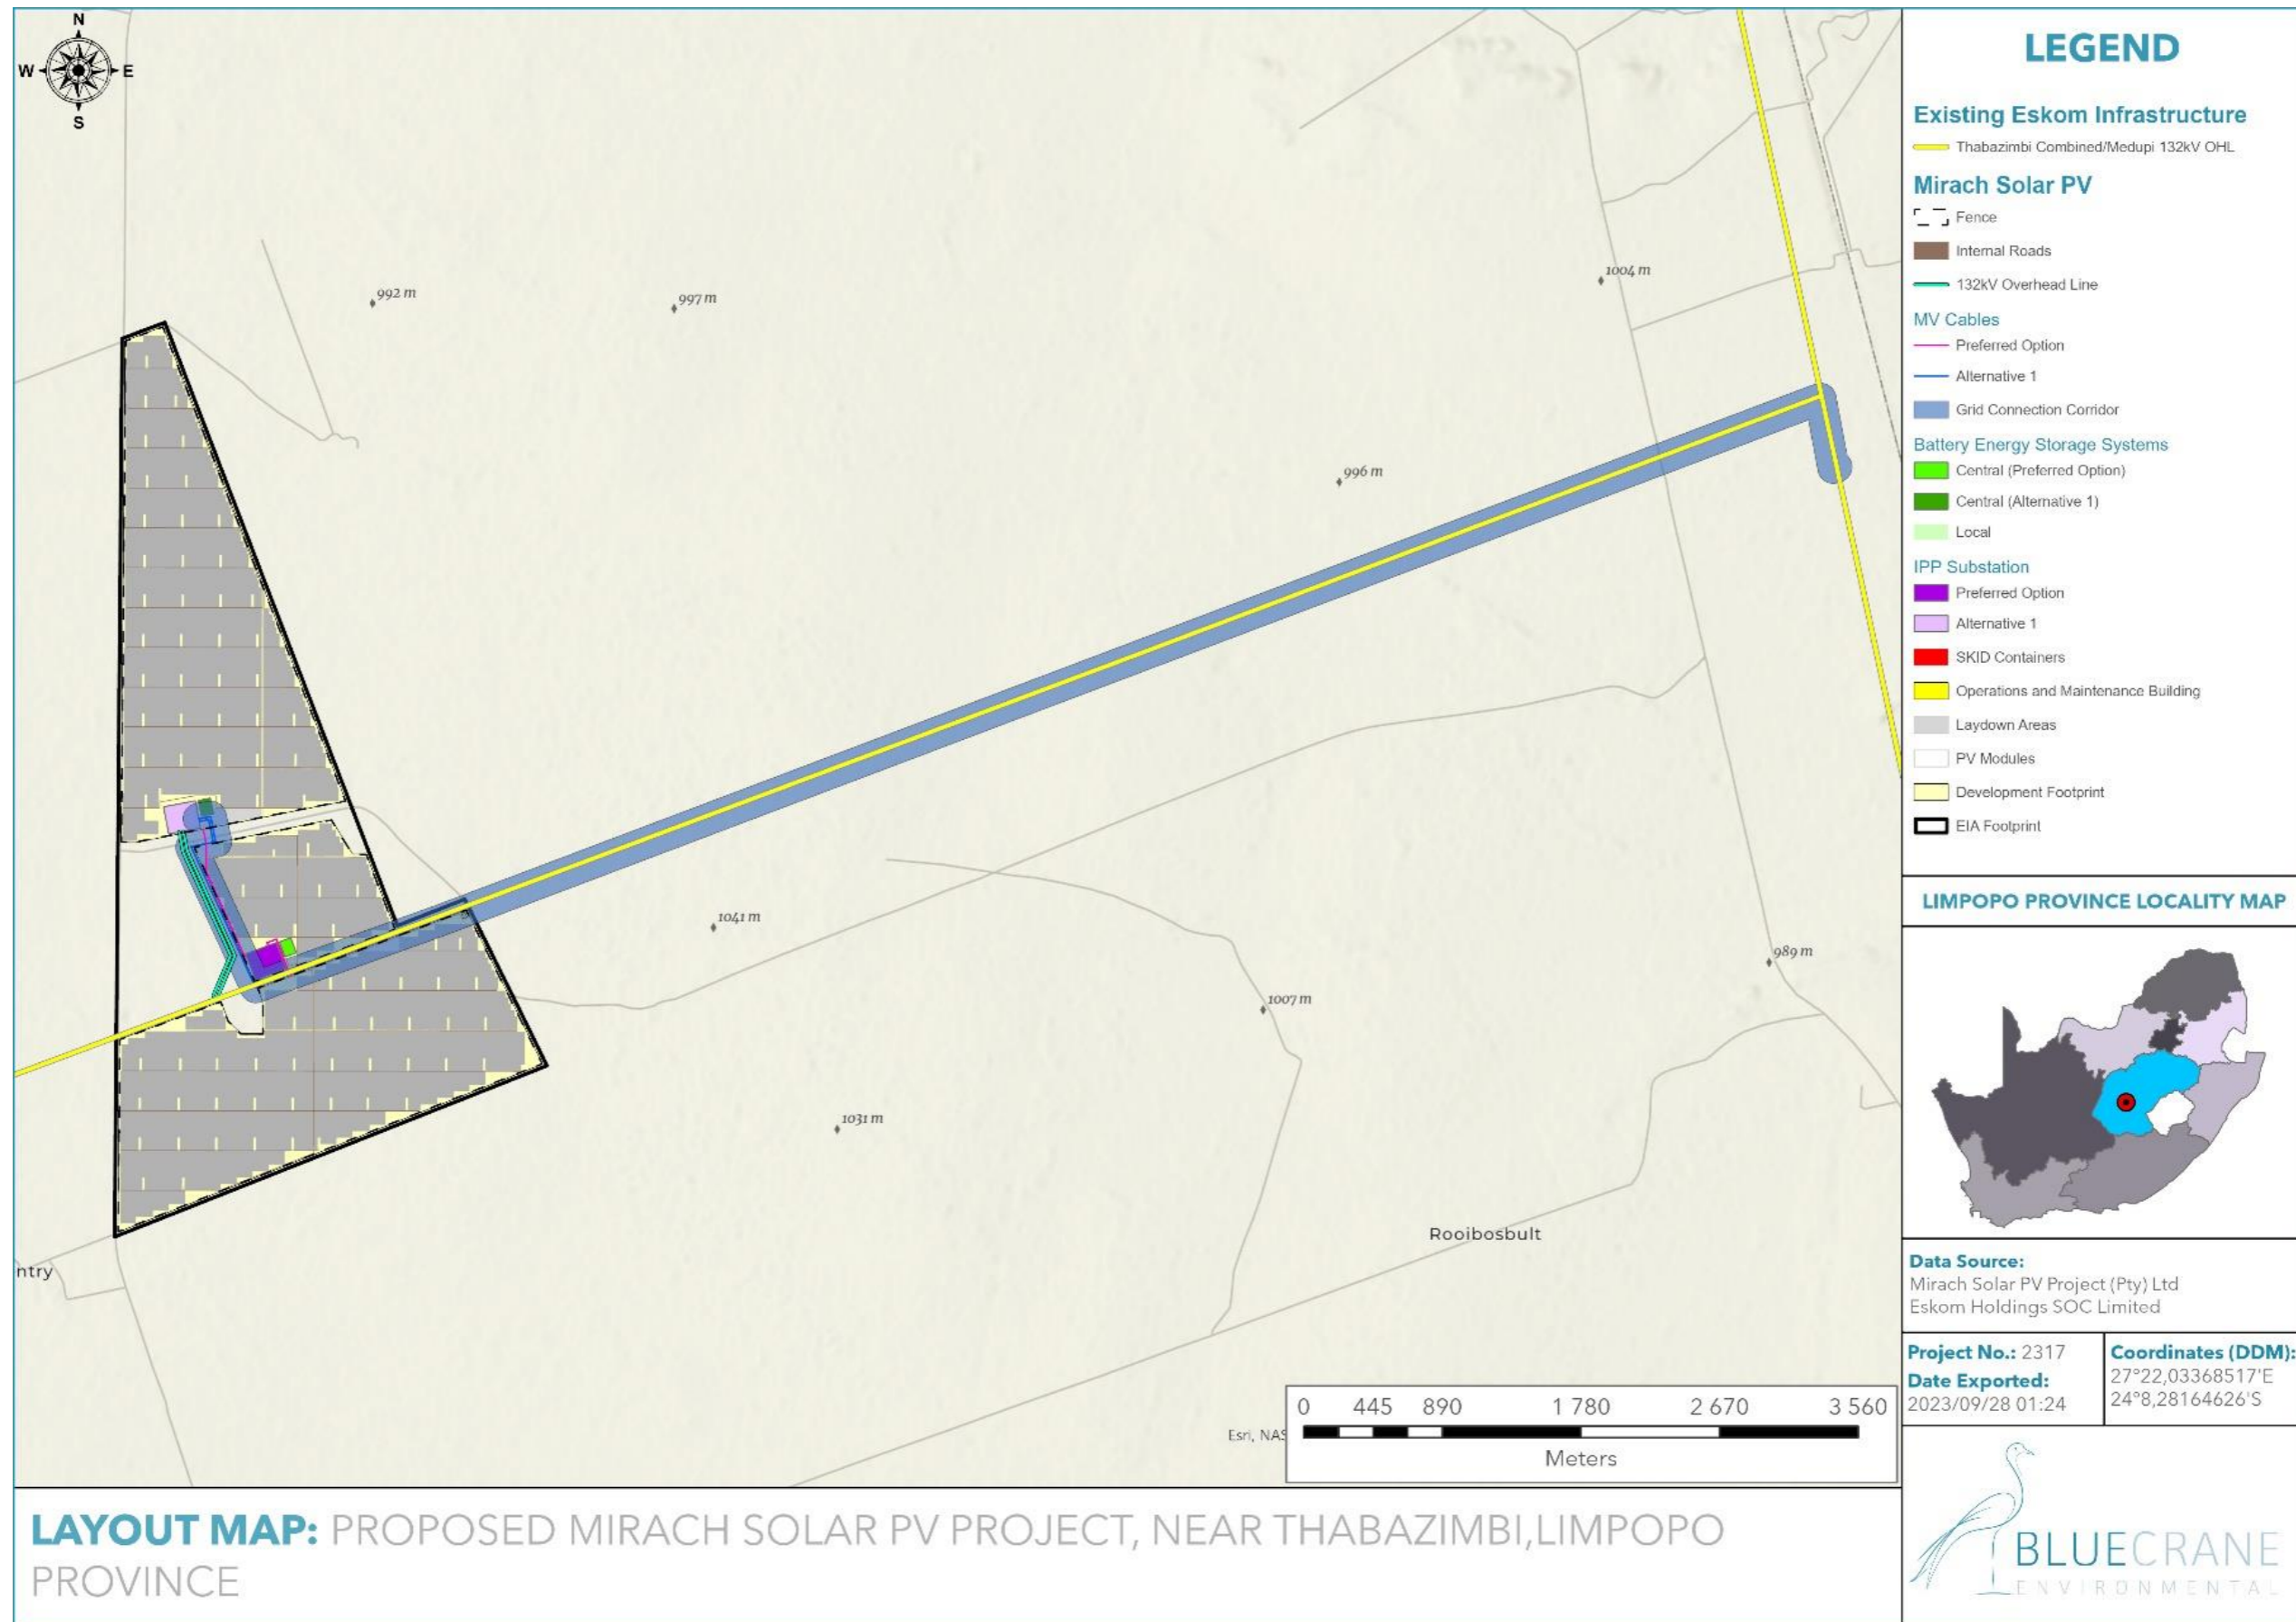 N
W
E
S
992 m
997 m
1004 m
996 m
1041 m
989 m
1007 m
1031 m
Rooibosbult
ntry
Esri, NAS
0 445 890 1 780 2 670 3 560
Meters
LAYOUT MAP: PROPOSED MIRACH SOLAR PV PROJECT, NEAR THABAZIMBI,LIMPOPO
PROVINCE
LEGEND
Existing Eskom Infrastructure
Thabazimbi Combined/Medupi 132kV OHL
Mirach Solar PV
Fence
Internal Roads
132kV Overhead Line
MV Cables
Preferred Option
Alternative 1
Grid Connection Corridor
Battery Energy Storage Systems
Central (Preferred Option)
Central (Alternative 1)
Local
IPP Substation
Preferred Option
Alternative 1
SKID Containers
Operations and Maintenance Building
Laydown Areas
PV Modules
Development Footprint
EIA Footprint
LIMPOPO PROVINCE LOCALITY MAP
Data Source:
Mirach Solar PV Project (Pty) Ltd
Eskom Holdings SOC Limited
Project No.: 2317
Date Exported:
2023/09/28 01:24
Coordinates (DDM):
27°22,03368517'E
24°8,28164626'S
BLUECRANE
ENVIRONMENTAL